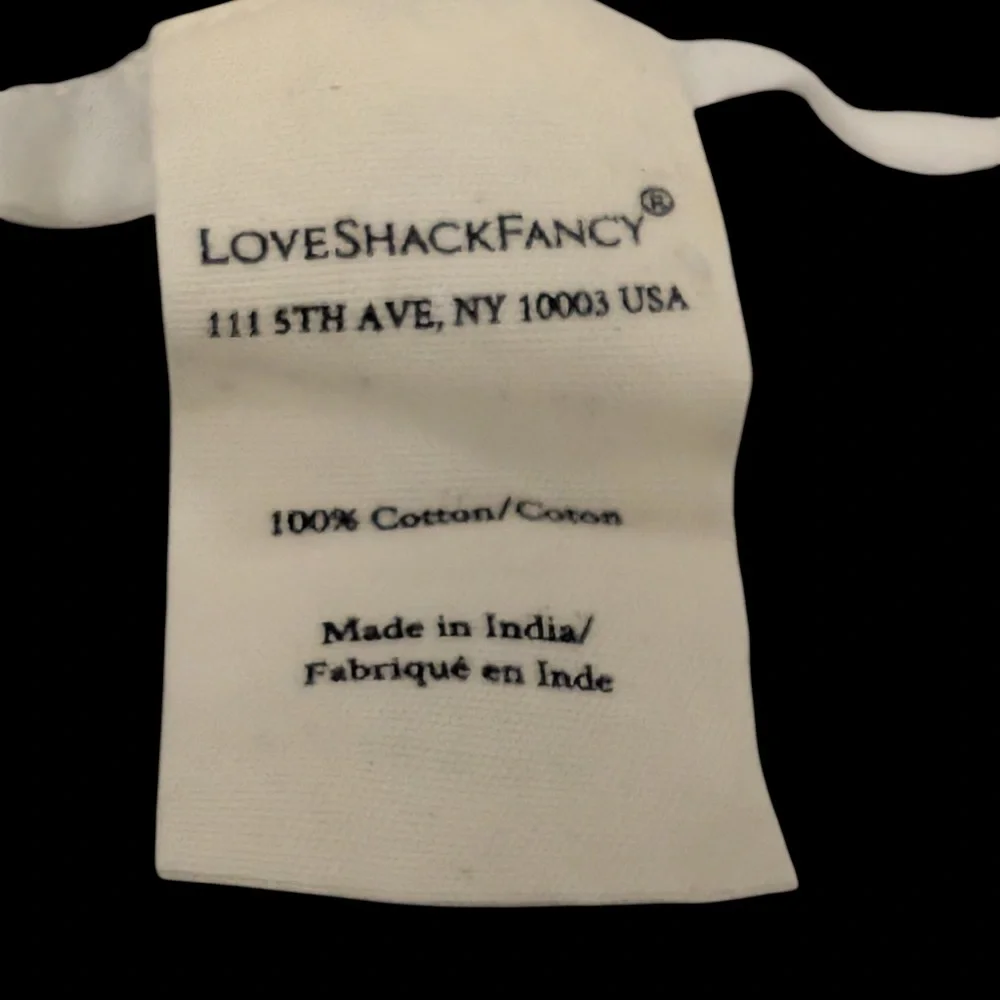 LOVESHACKFANCY®
111 5TH AVE, NY 10003 USA
100% Cotton/Coton
Made in India/
Fabriqué en Inde